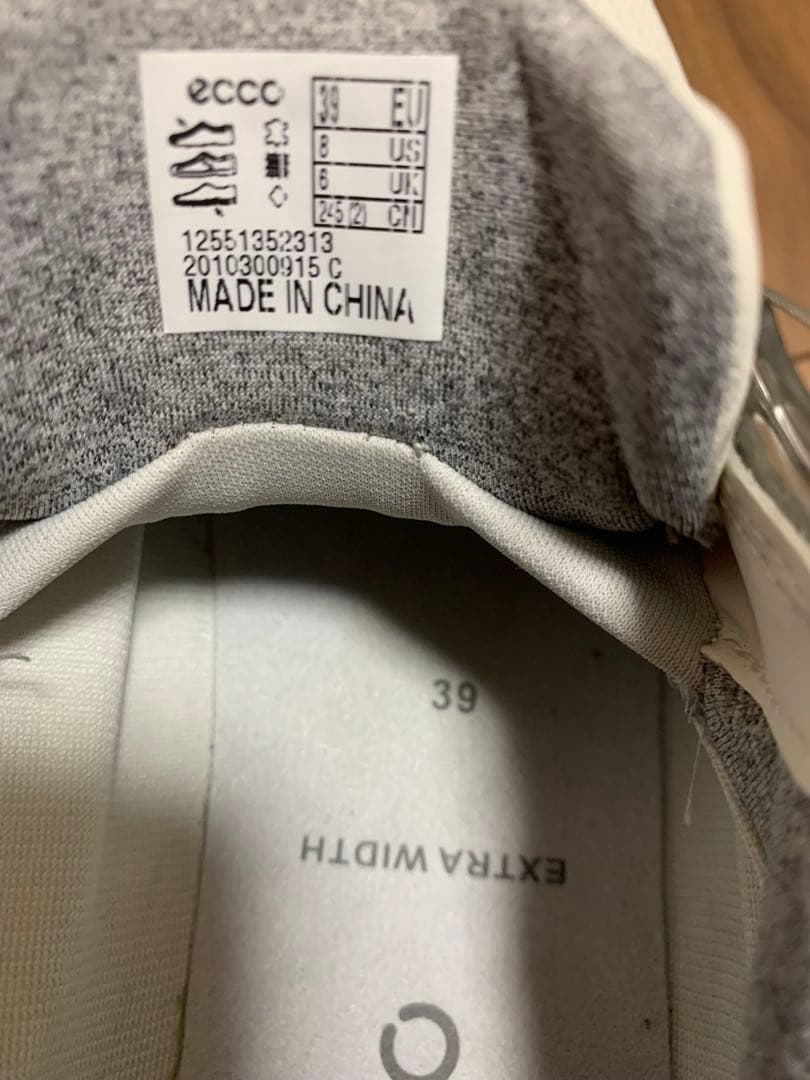 ecco
39 EU
8 US
6 UK
245 (2) CN
12551352313
2010300915 C
MADE IN CHINA
39
EXTRA WIDTH